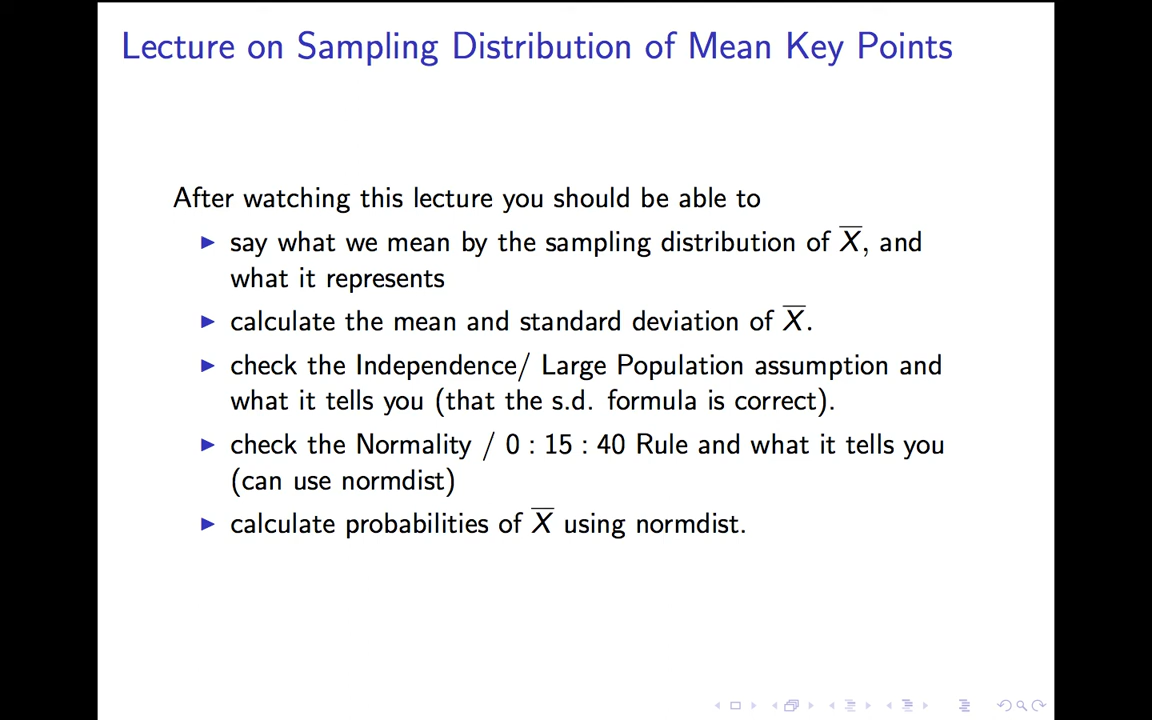 Lecture on Sampling Distribution of Mean Key Points
After watching this lecture you should be able to
▶ say what we mean by the sampling distribution of X̅, and
what it represents
▶ calculate the mean and standard deviation of X̅.
▶ check the Independence/ Large Population assumption and
what it tells you (that the s.d. formula is correct).
▶ check the Normality / 0 : 15 : 40 Rule and what it tells you
(can use normdist)
▶ calculate probabilities of X̅ using normdist.